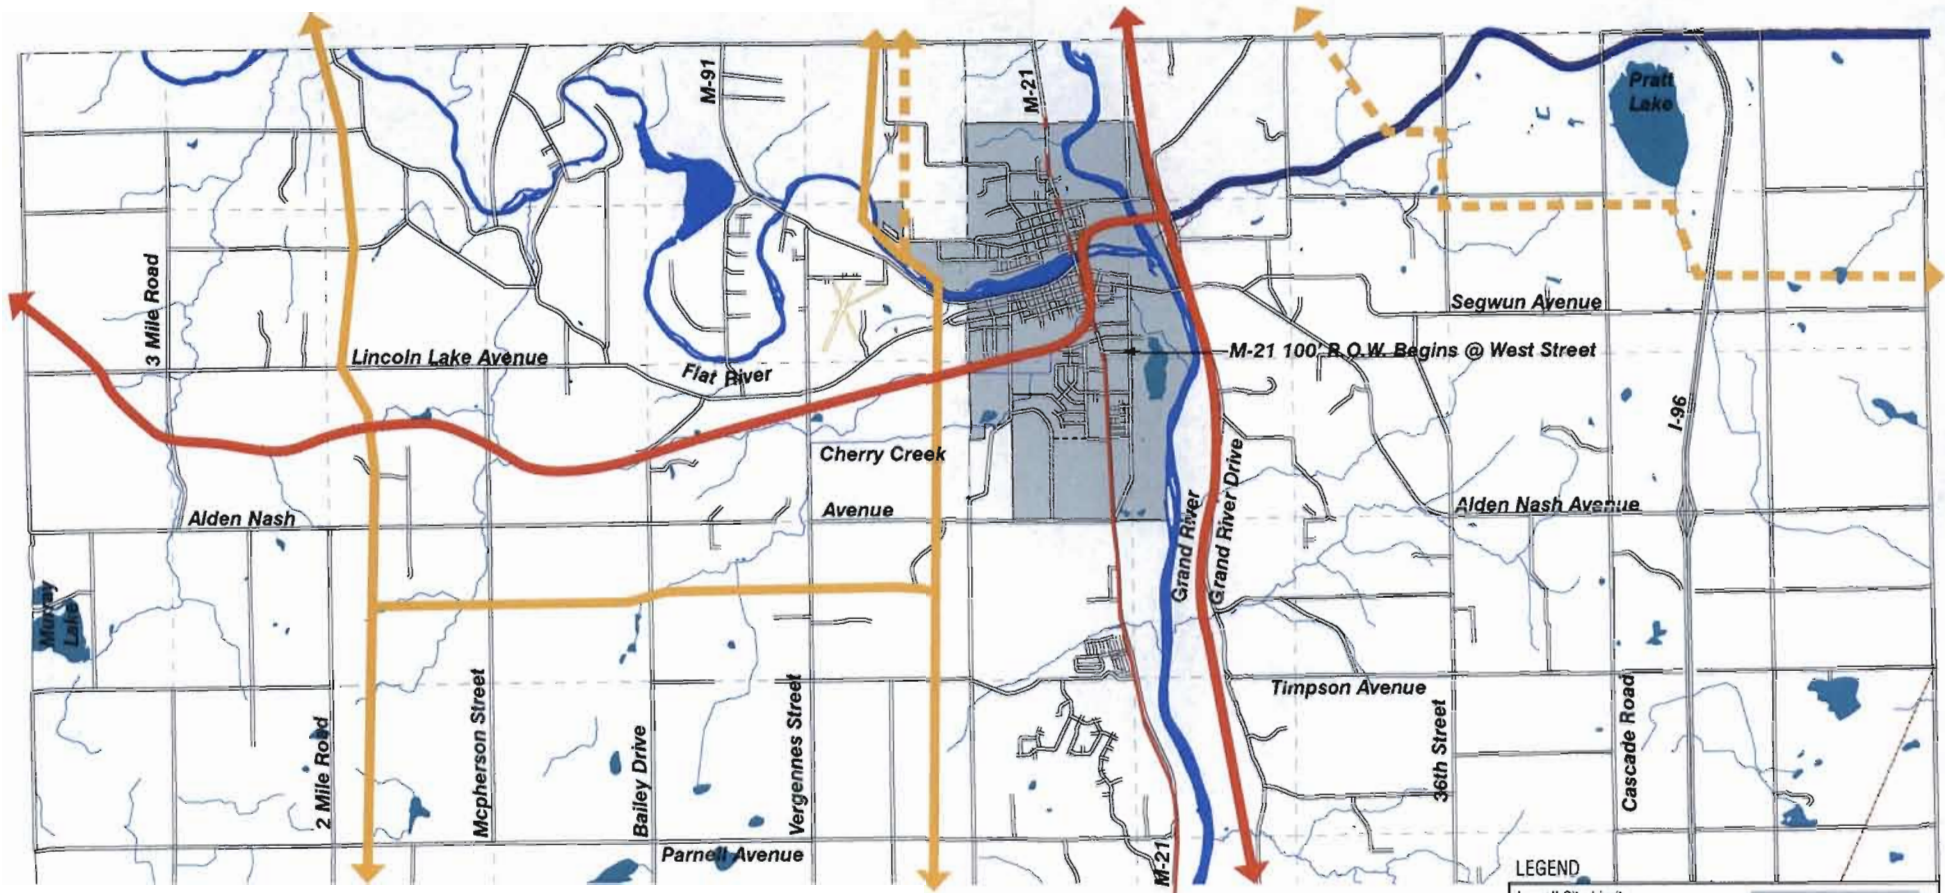 M-91
M-21
Pratt
Lake
3 Mile Road
Lincoln Lake Avenue
Flat River
Segwun Avenue
M-21 100' R.O.W. Begins @ West Street
Cherry Creek
I-96
Alden Nash
Avenue
Grand River
Grand River Drive
Alden Nash Avenue
Murray
Lake
2 Mile Road
Mcpherson Street
Bailey Drive
Vergennes Street
Timpson Avenue
36th Street
Cascade Road
Parnell Avenue
M-21
LEGEND